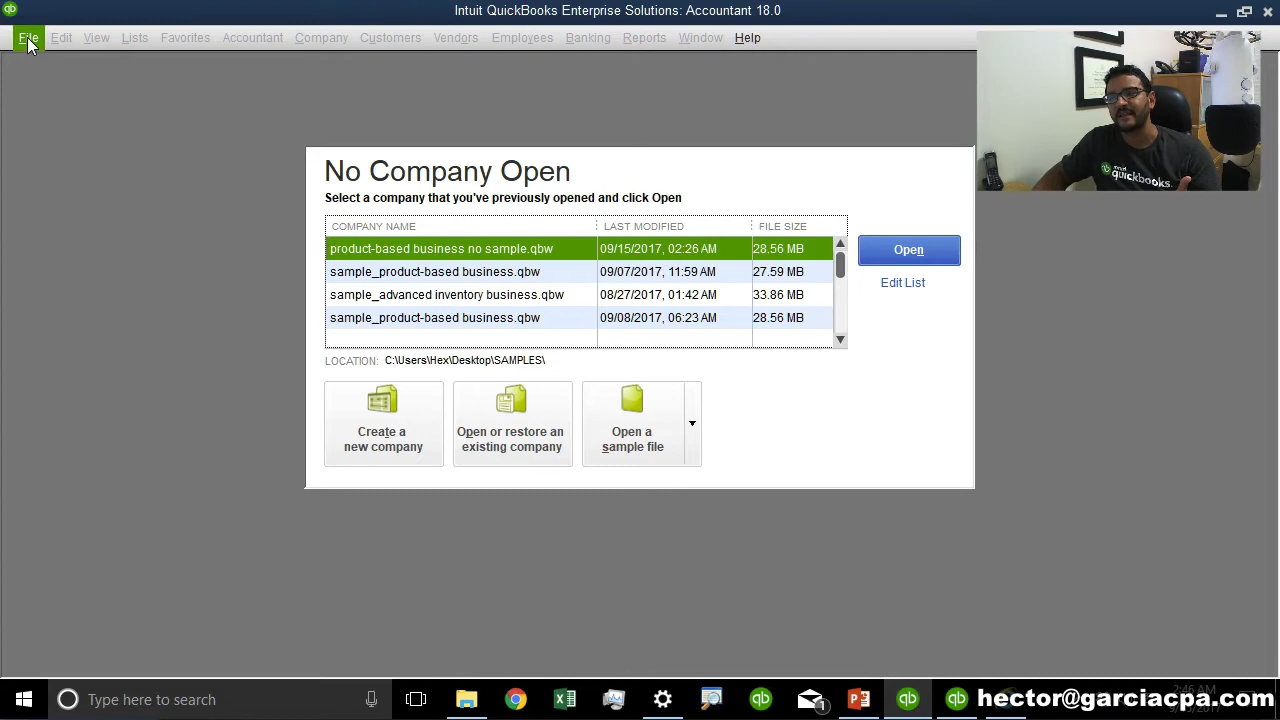 Intuit QuickBooks Enterprise Solutions: Accountant 18.0
File Edit View Lists Favorites Accountant Company Customers Vendors Employees Banking Reports Window Help
intuit
quickbooks.
No Company Open
Select a company that you've previously opened and click Open
COMPANY NAME LAST MODIFIED FILE SIZE
product-based business no sample.qbw 09/15/2017, 02:26 AM 28.56 MB
Open
sample_product-based business.qbw 09/07/2017, 11:59 AM 27.59 MB
Edit List
sample_advanced inventory business.qbw 08/27/2017, 01:42 AM 33.86 MB
sample_product-based business.qbw 09/08/2017, 06:23 AM 28.56 MB
LOCATION: C:\Users\Hex\Desktop\SAMPLES\
Create a
new company
Open or restore an
existing company
Open a
sample file
Type here to search
1
2:46 AM
hector@garciacpa.com